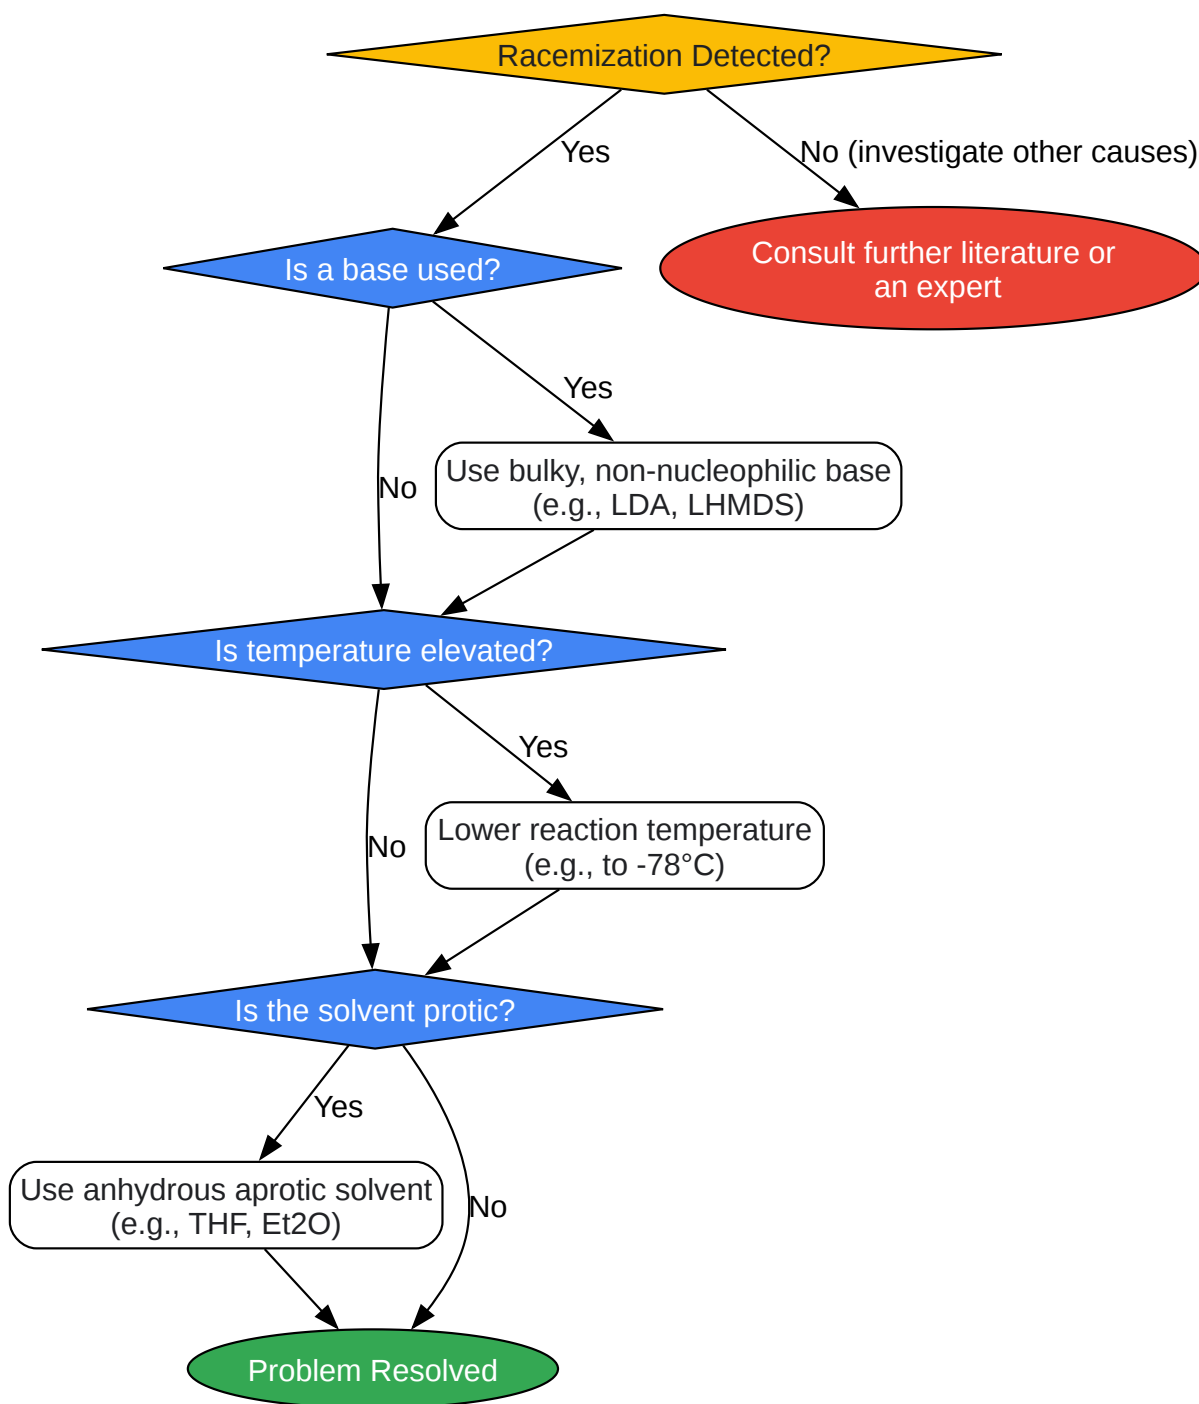 Racemization Detected?
Yes
No (investigate other causes)
Is a base used?
Consult further literature or
an expert
Yes
Use bulky, non-nucleophilic base
(e.g., LDA, LHMDS)
No
Is temperature elevated?
Yes
Lower reaction temperature
(e.g., to -78°C)
No
Is the solvent protic?
Yes
Use anhydrous aprotic solvent
(e.g., THF, Et2O)
No
Problem Resolved